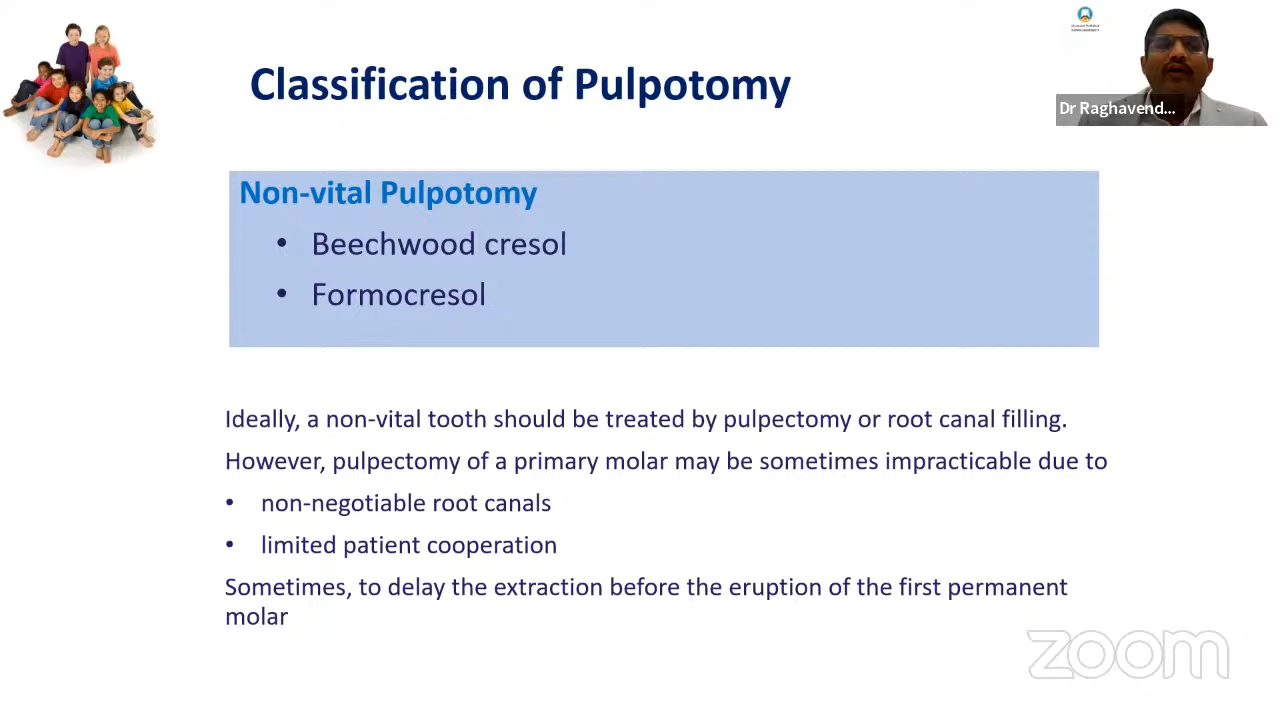 Classification of Pulpotomy
Dr Raghavend...
Non-vital Pulpotomy
• Beechwood cresol
• Formocresol
Ideally, a non-vital tooth should be treated by pulpectomy or root canal filling.
However, pulpectomy of a primary molar may be sometimes impracticable due to
• non-negotiable root canals
• limited patient cooperation
Sometimes, to delay the extraction before the eruption of the first permanent
molar
zoom